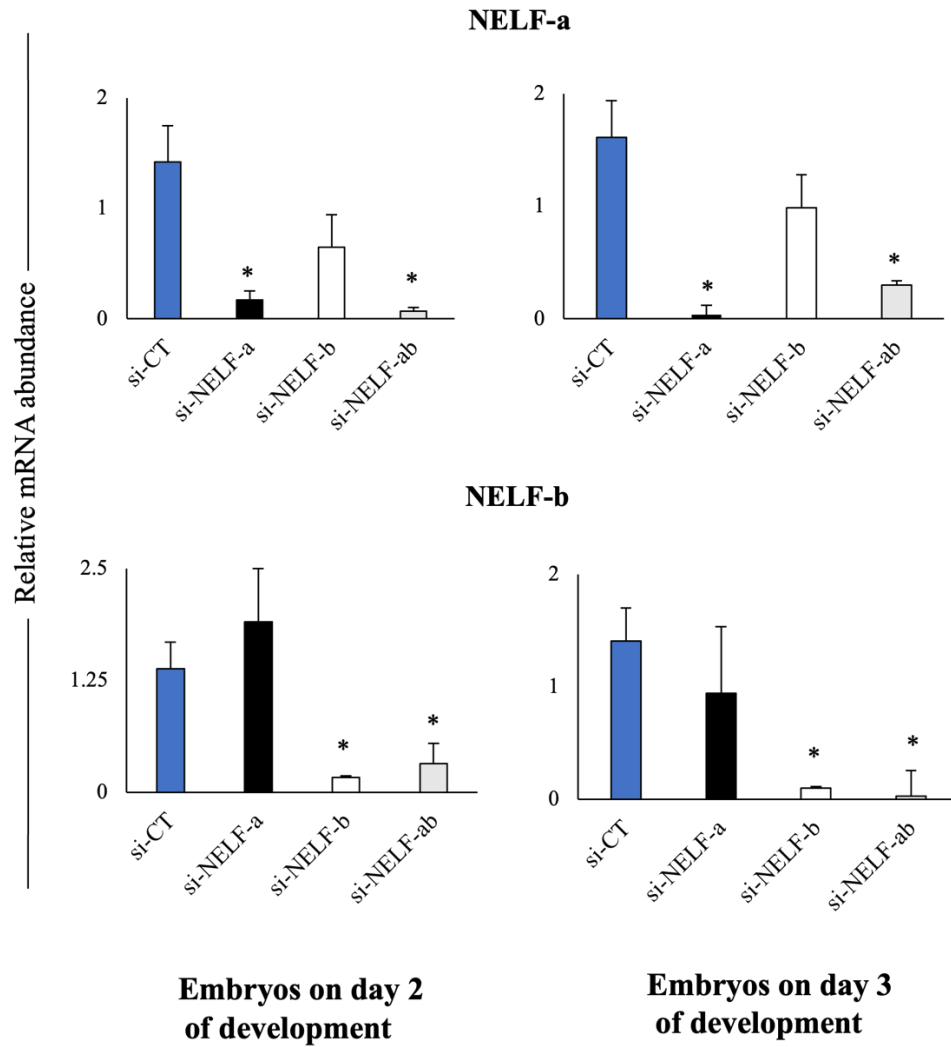 NELF-a
Relative mRNA abundance
2
1
0
*
*
si-CT
si-NELF-a
si-NELF-b
si-NELF-ab
2
1
0
*
*
si-CT
si-NELF-a
si-NELF-b
si-NELF-ab
NELF-b
2.5
1.25
0
*
*
si-CT
si-NELF-a
si-NELF-b
si-NELF-ab
2
1
0
*
*
si-CT
si-NELF-a
si-NELF-b
si-NELF-ab
Embryos on day 2
of development
Embryos on day 3
of development